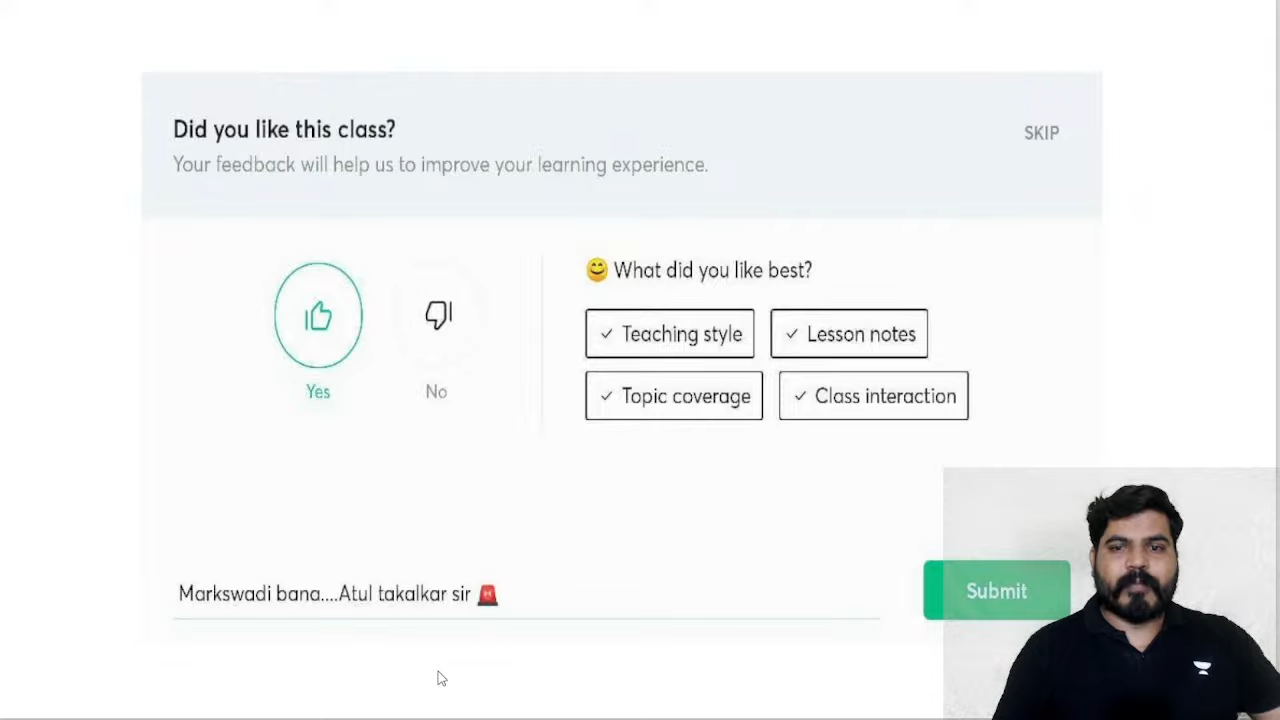 Did you like this class?
SKIP
Your feedback will help us to improve your learning experience.
😊 What did you like best?
✓ Teaching style
✓ Lesson notes
Yes
No
✓ Topic coverage
✓ Class interaction
Markswadi bana....Atul takalkar sir 🚨
Submit